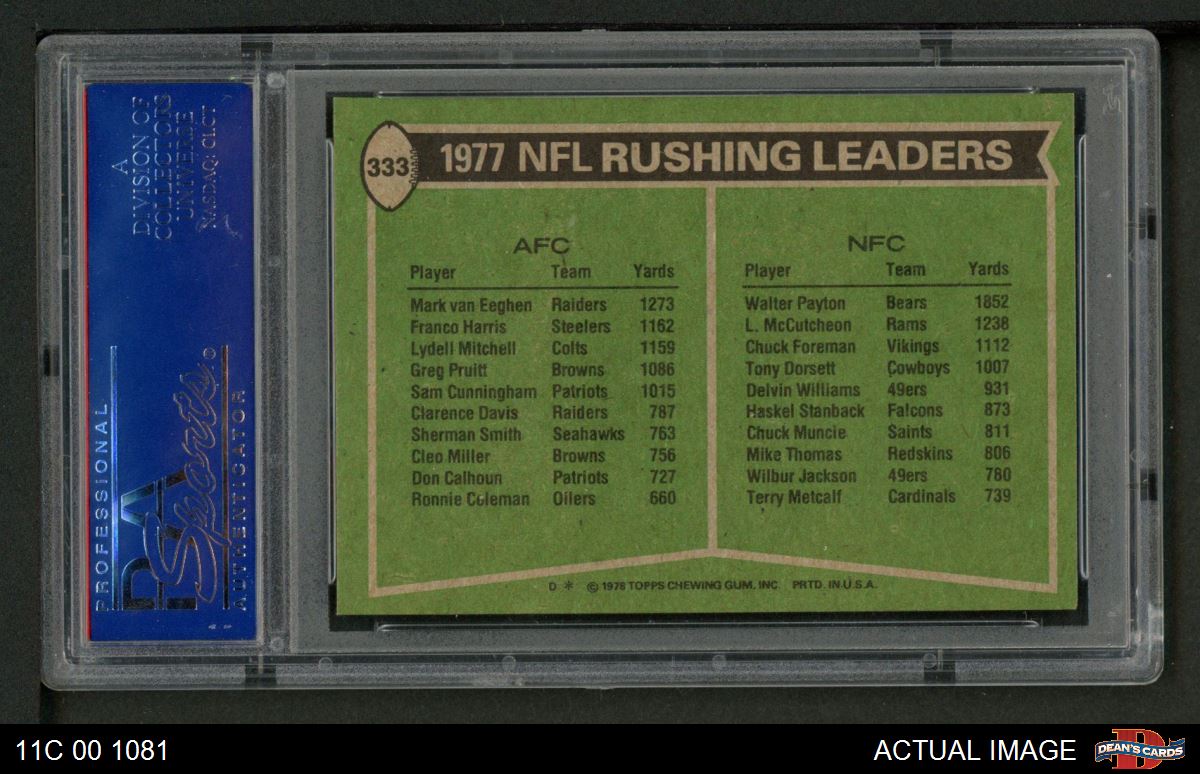 A
DIVISION OF
COLLECTORS
UNIVERSE
NASDAQ: CLCT
PROFESSIONAL
PSA
Sports
AUTHENTICATOR
333
1977 NFL RUSHING LEADERS
AFC
Player Team Yards
Mark van Eeghen Raiders 1273
Franco Harris Steelers 1162
Lydell Mitchell Colts 1159
Greg Pruitt Browns 1086
Sam Cunningham Patriots 1015
Clarence Davis Raiders 787
Sherman Smith Seahawks 763
Cleo Miller Browns 756
Don Calhoun Patriots 727
Ronnie Coleman Oilers 660
NFC
Player Team Yards
Walter Payton Bears 1852
L. McCutcheon Rams 1238
Chuck Foreman Vikings 1112
Tony Dorsett Cowboys 1007
Delvin Williams 49ers 931
Haskel Stanback Falcons 873
Chuck Muncie Saints 811
Mike Thomas Redskins 806
Wilbur Jackson 49ers 780
Terry Metcalf Cardinals 739
D * © 1978 TOPPS CHEWING GUM, INC. PRTD. IN U.S.A.
11C 00 1081
ACTUAL IMAGE
D
DEAN'S CARDS